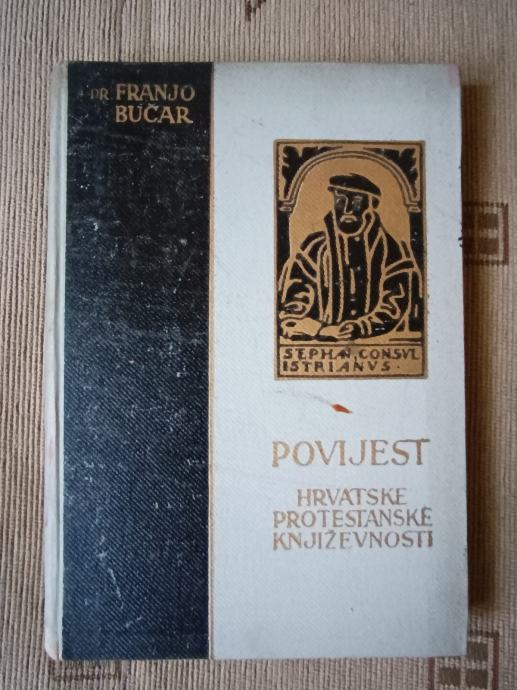 DR FRANJO
BUČAR
STEPHAN, CONSVL
ISTRIANVS ·
POVIJEST
HRVATSKE
PROTESTANSKE
KNJIŽEVNOSTI